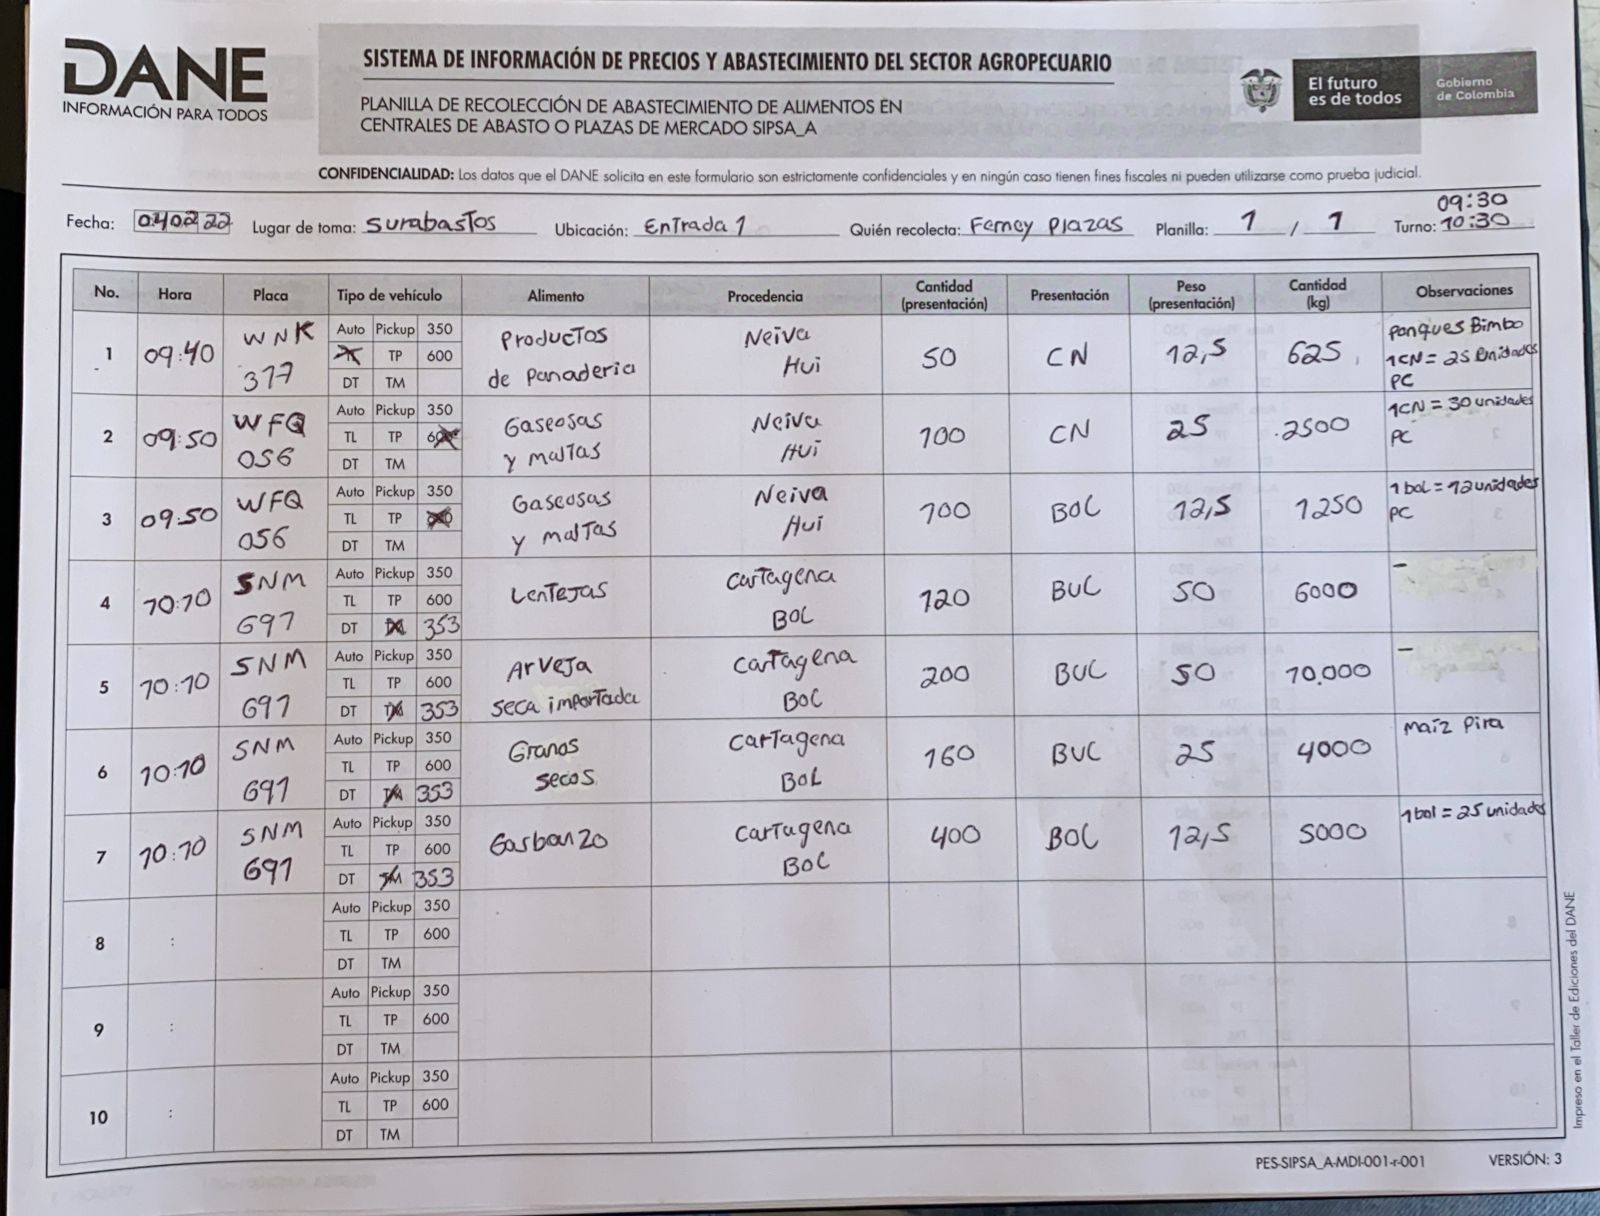 DANE
INFORMACIÓN PARA TODOS
SISTEMA DE INFORMACIÓN DE PRECIOS Y ABASTECIMIENTO DEL SECTOR AGROPECUARIO
PLANILLA DE RECOLECCIÓN DE ABASTECIMIENTO DE ALIMENTOS EN
CENTRALES DE ABASTO O PLAZAS DE MERCADO SIPSA_A
El futuro
es de todos
Gobierno
de Colombia
CONFIDENCIALIDAD: Los datos que el DANE solicita en este formulario son estrictamente confidenciales y en ningún caso tienen fines fiscales ni pueden utilizarse como prueba judicial.
09:30
Fecha: 040222 Lugar de toma: Surabastos Ubicación: Entrada 1 Quién recolecta: Ferney Plazas Planilla: 1 / 1 Turno: 10:30
No. Hora Placa Tipo de vehículo Alimento Procedencia Cantidad (presentación) Presentación Peso (presentación) Cantidad (kg) Observaciones
WNK Auto Pickup 350 Productos Neiva panques Bimbo
1 09:40 TP 600 50 CN 12,5 625 1CN = 25 unidades
377 DT TM de panaderia Hui PC
WFQ Auto Pickup 350 Gaseosas Neiva 1CN = 30 unidades
2 09:50 TL TP 600 100 CN 25 2500 PC
056 DT TM y maltas Hui
WFQ Auto Pickup 350 Gaseosas Neiva 1 bol = 12 unidades
3 09:50 TL TP 600 100 BOL 12,5 1250 PC
056 DT TM y maltas Hui
SNM Auto Pickup 350 Lentejas Cartagena -
4 10:10 TL TP 600 120 BUL 50 6000
691 DT TM 353 BOL
SNM Auto Pickup 350 Arveja Cartagena -
5 10:10 TL TP 600 200 BUL 50 10.000
691 DT TM 353 seca importada BOL
SNM Auto Pickup 350 Granos Cartagena maíz Pira
6 10:10 TL TP 600 160 BUL 25 4000
691 DT TM 353 secos BOL
SNM Auto Pickup 350 Garbanzo Cartagena 1 bol = 25 unidades
7 10:10 TL TP 600 400 BOL 12,5 5000
691 DT TM 353 BOL
Auto Pickup 350
8 : TL TP 600
DT TM
Auto Pickup 350
9 : TL TP 600
DT TM
Auto Pickup 350
10 : TL TP 600
DT TM
PES-SIPSA_A-MDI-001-r-001 VERSIÓN: 3
Impreso en el Taller de Ediciones del DANE